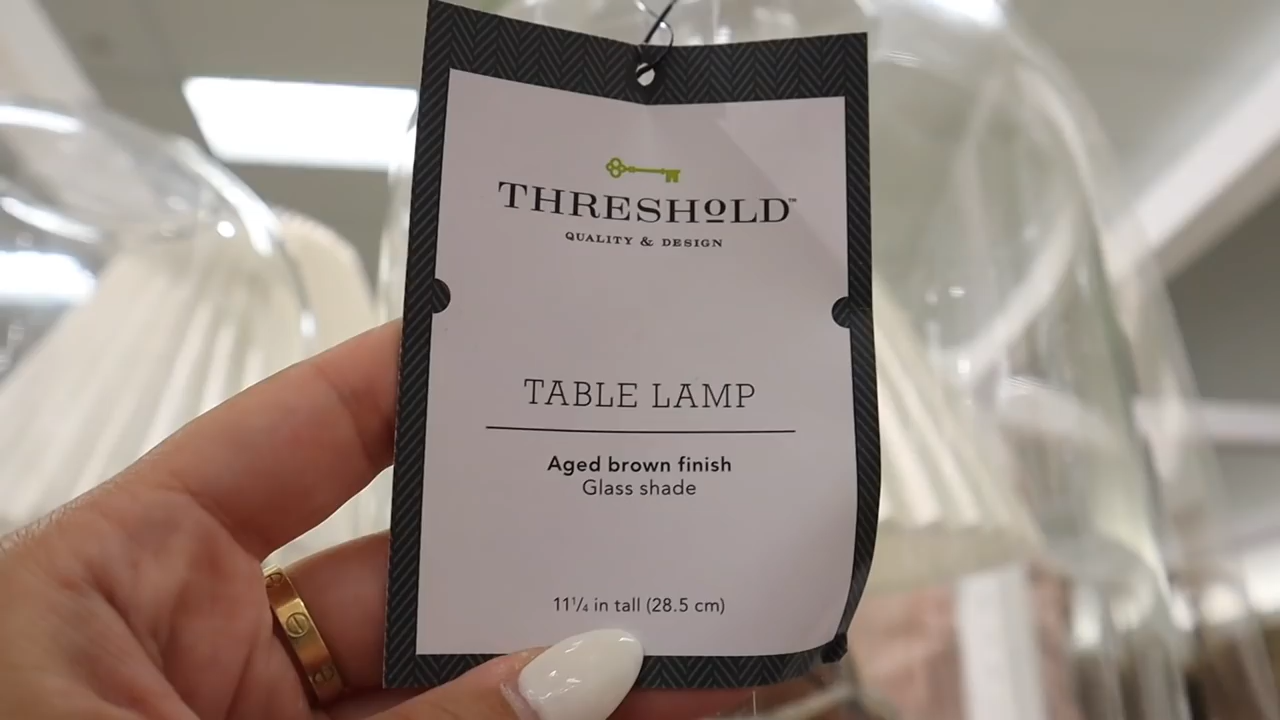 THRESHOLD™
QUALITY & DESIGN
TABLE LAMP
Aged brown finish
Glass shade
11¼ in tall (28.5 cm)